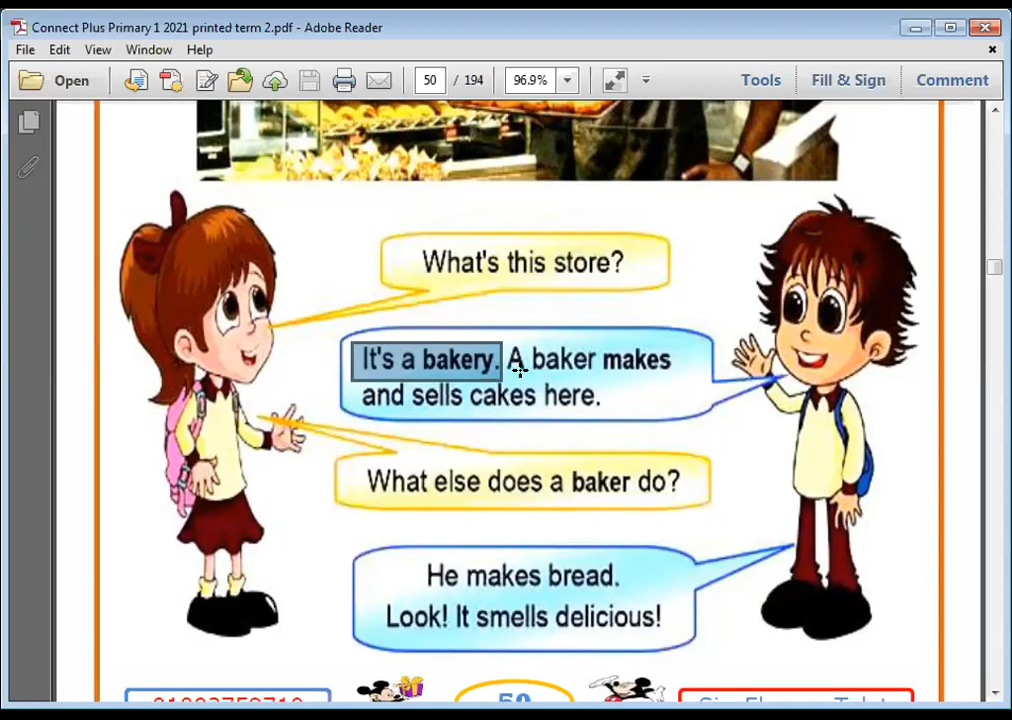 Connect Plus Primary 1 2021 printed term 2.pdf - Adobe Reader
File Edit View Window Help
Open 50 / 194 96.9% Tools Fill & Sign Comment
What's this store?
It's a bakery. A baker makes
and sells cakes here.
What else does a baker do?
He makes bread.
Look! It smells delicious!
50